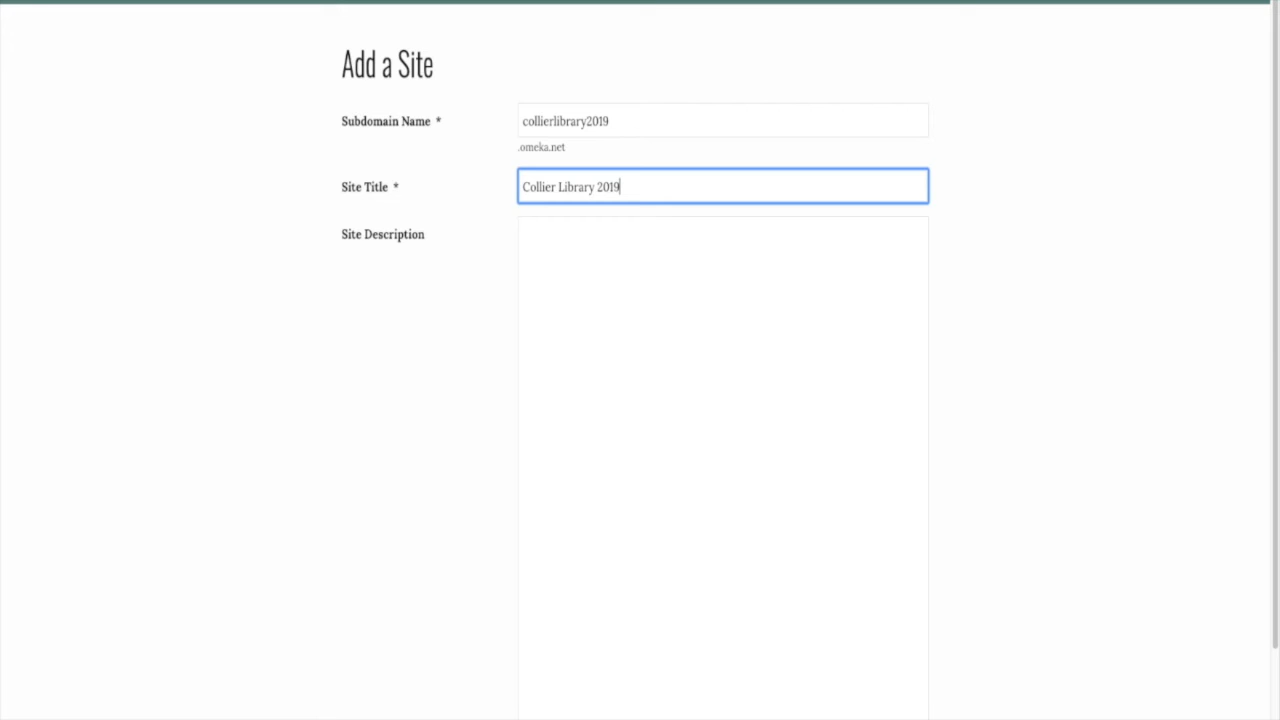 Add a Site
Subdomain Name *
collierlibrary2019
.omeka.net
Site Title *
Collier Library 2019
Site Description